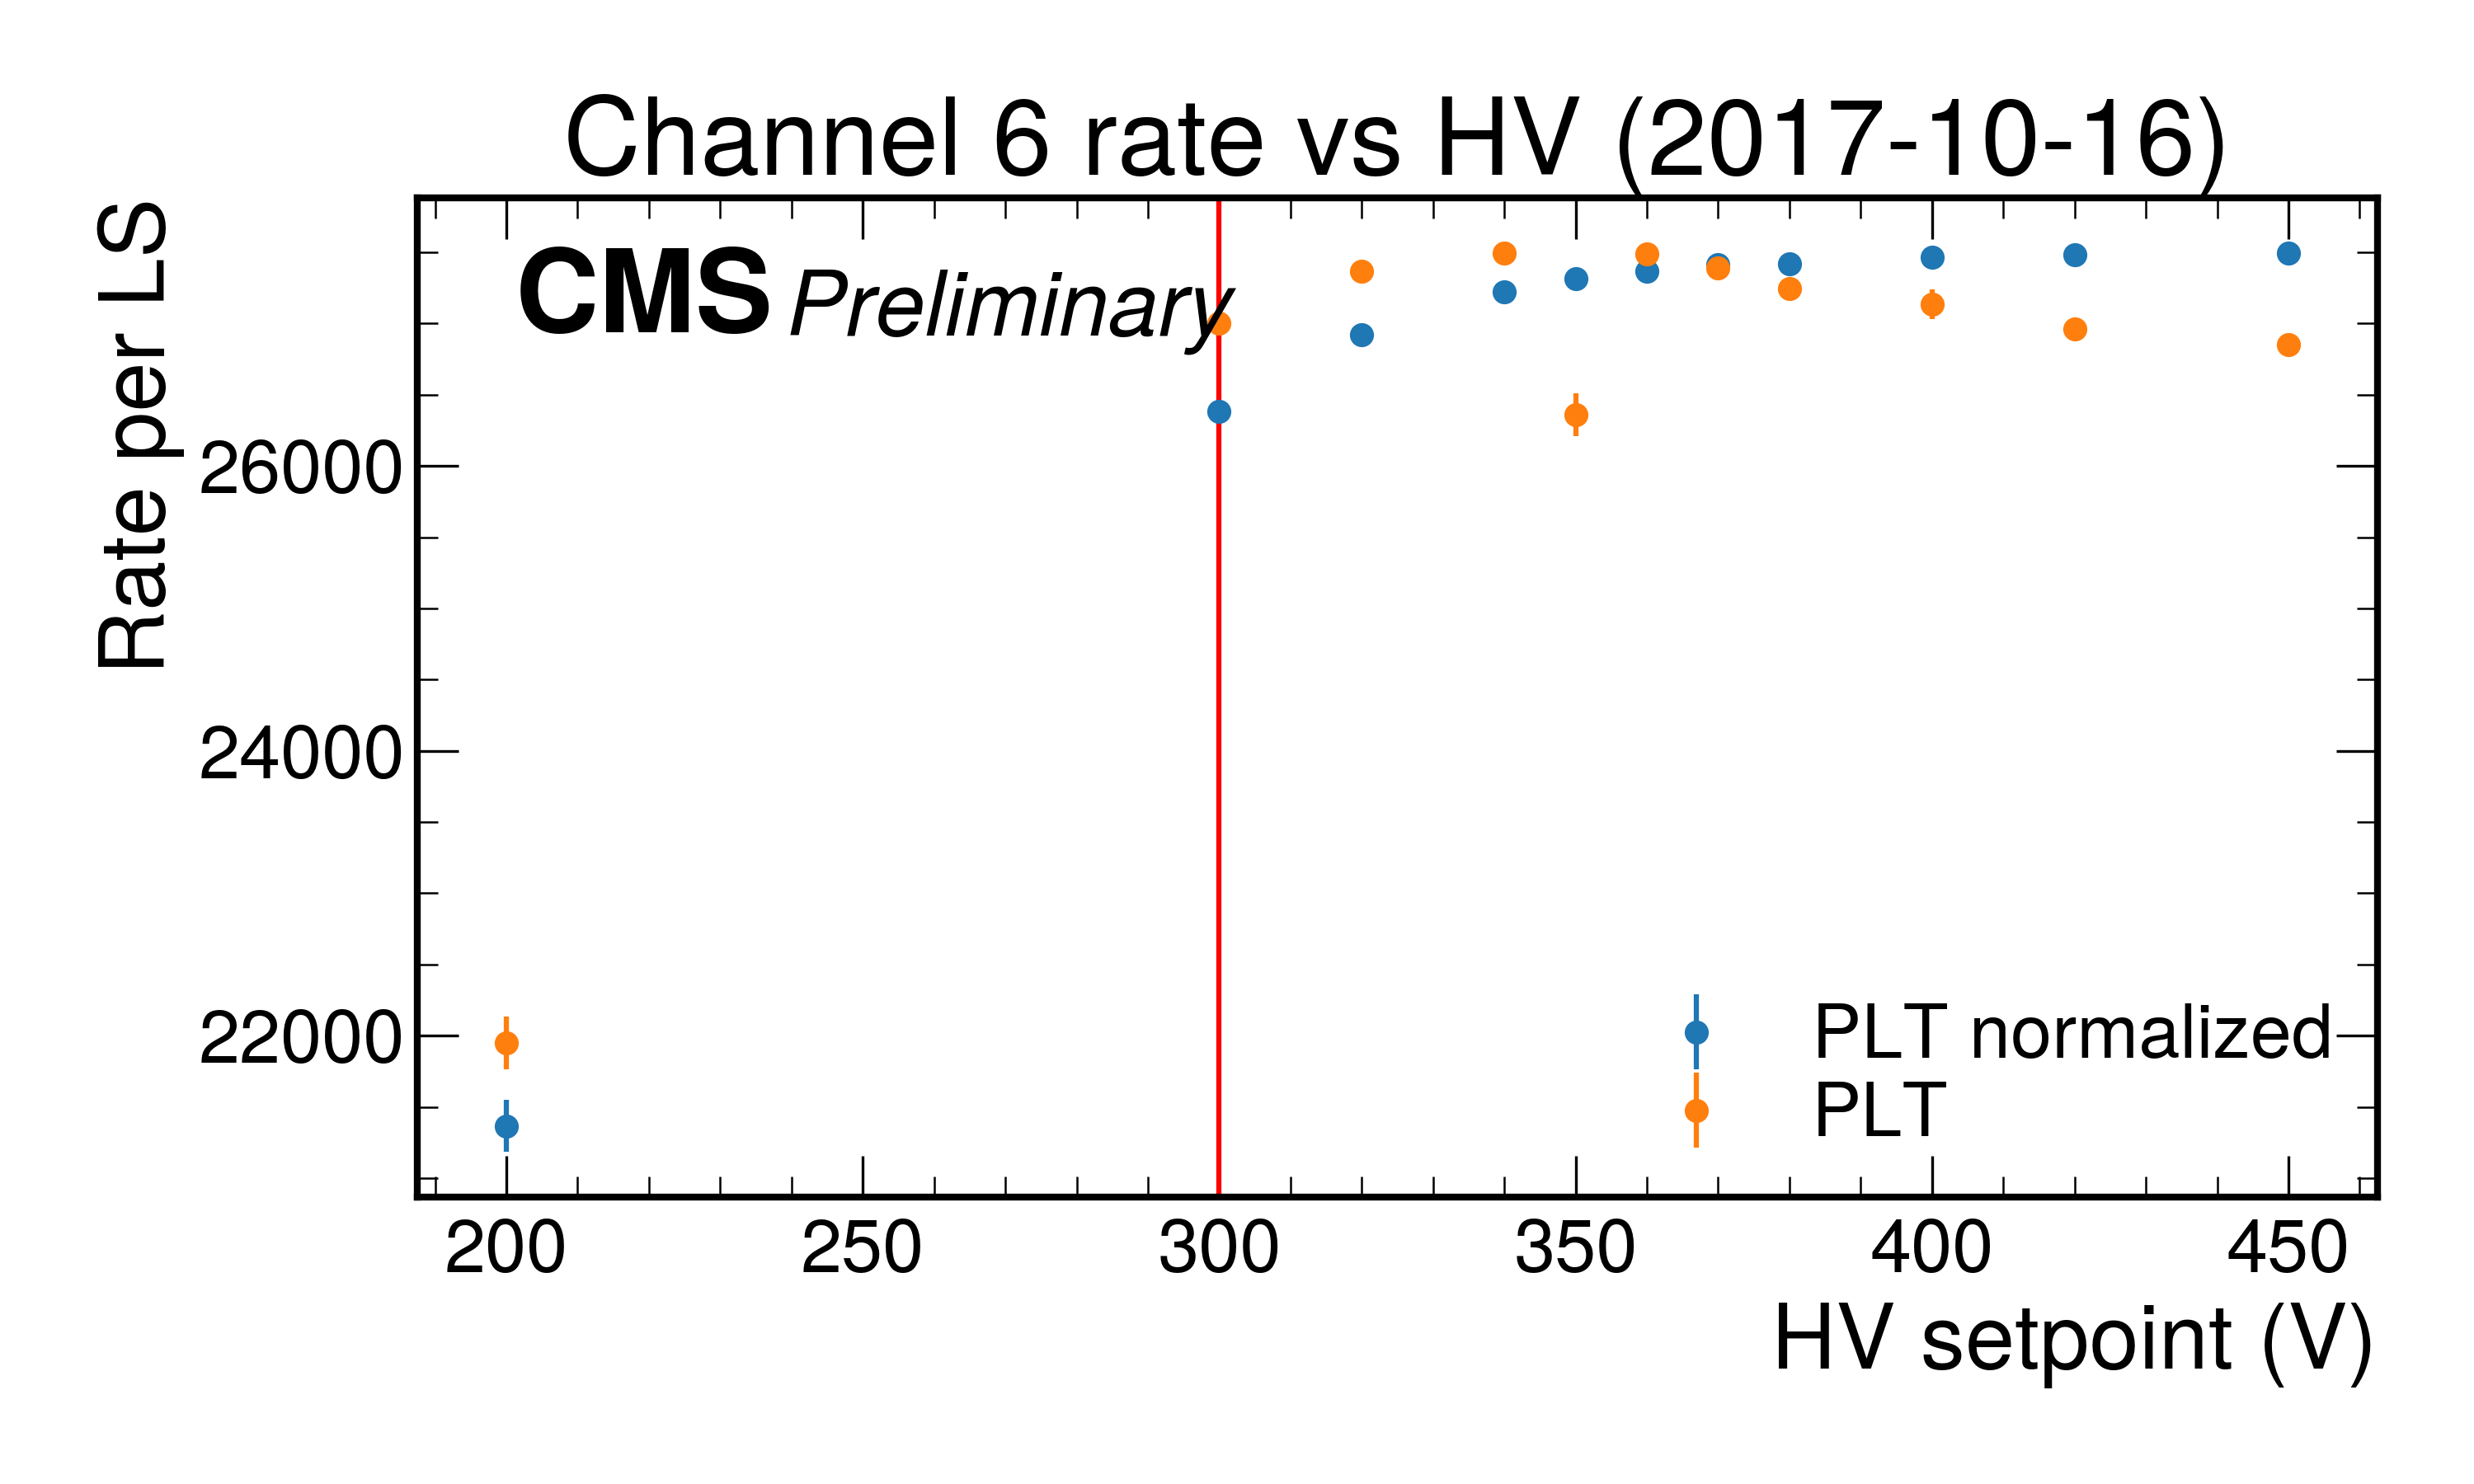 Channel 6 rate vs HV (2017-10-16)
CMS Preliminary
Rate per LS
26000
24000
22000
PLT normalized
PLT
200 250 300 350 400 450
HV setpoint (V)